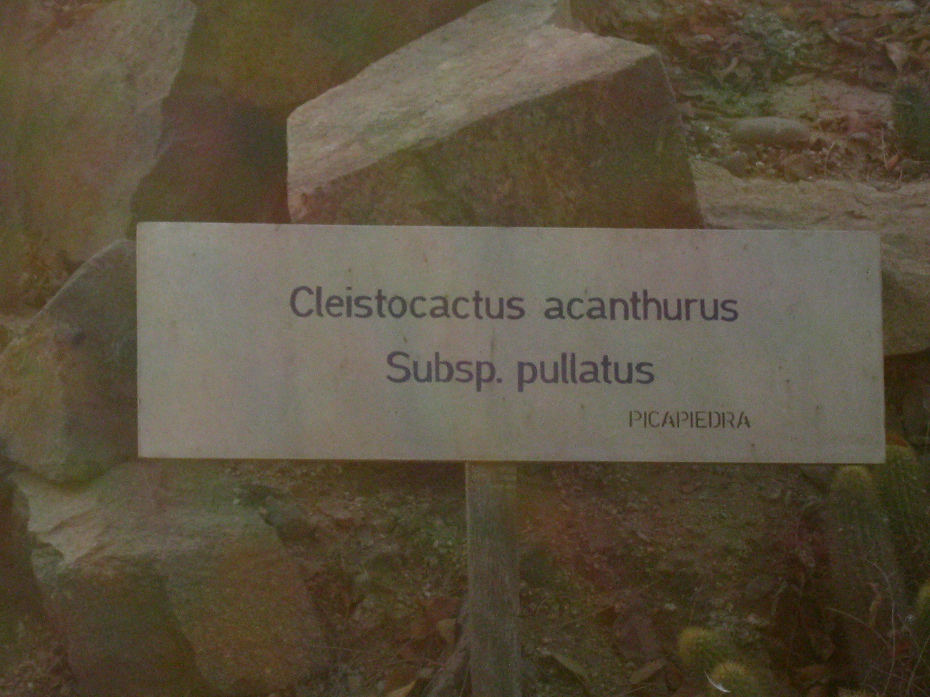 Cleistocactus acanthurus
Subsp. pullatus
PICAPIEDRA